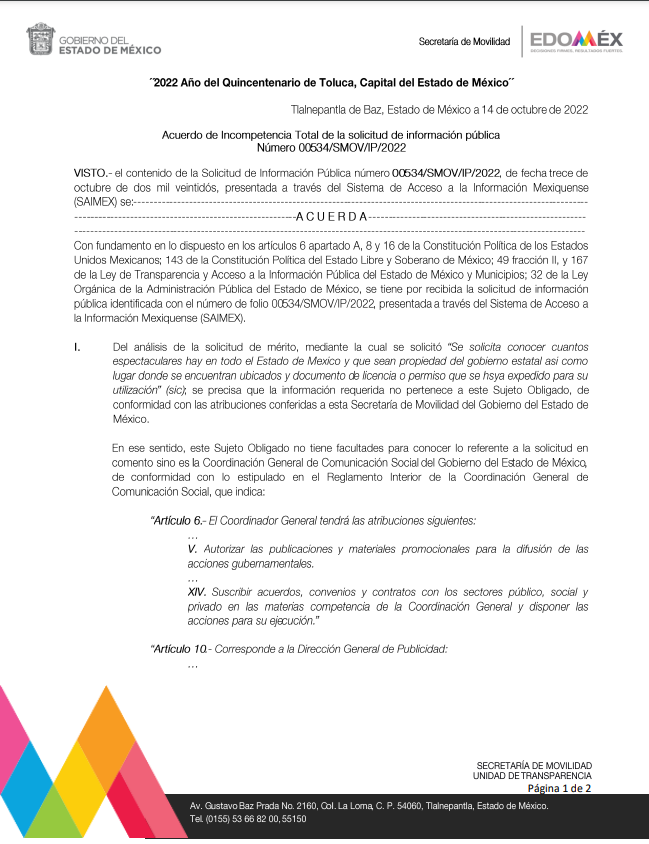 GOBIERNO DEL
ESTADO DE MÉXICO
Secretaría de Movilidad
EDOMÉX
DECISIONES FIRMES, RESULTADOS FUERTES.
´´2022 Año del Quincentenario de Toluca, Capital del Estado de México´´
Tlalnepantla de Baz, Estado de México a 14 de octubre de 2022
Acuerdo de Incompetencia Total de la solicitud de información pública
Número 00534/SMOV/IP/2022
VISTO.- el contenido de la Solicitud de Información Pública número 00534/SMOV/IP/2022, de fecha trece de
octubre de dos mil veintidós, presentada a través del Sistema de Acceso a la Información Mexiquense
(SAIMEX) se:--------------------------------------------------------------------------------------------------------
---------------------------------------------------A C U E R D A--------------------------------------------------
---------------------------------------------------------------------------------------------------------------------
Con fundamento en lo dispuesto en los artículos 6 apartado A, 8 y 16 de la Constitución Política de los Estados
Unidos Mexicanos; 143 de la Constitución Política del Estado Libre y Soberano de México; 49 fracción II, y 167
de la Ley de Transparencia y Acceso a la Información Pública del Estado de México y Municipios; 32 de la Ley
Orgánica de la Administración Pública del Estado de México, se tiene por recibida la solicitud de información
pública identificada con el número de folio 00534/SMOV/IP/2022, presentada a través del Sistema de Acceso a
la Información Mexiquense (SAIMEX).
I. Del análisis de la solicitud de mérito, mediante la cual se solicitó “Se solicita conocer cuantos
espectaculares hay en todo el Estado de Mexico y que sean propiedad del gobierno estatal asi como
lugar donde se encuentran ubicados y documento de licencia o permiso que se hsya expedido para su
utilización” (sic); se precisa que la información requerida no pertenece a este Sujeto Obligado, de
conformidad con las atribuciones conferidas a esta Secretaría de Movilidad del Gobierno del Estado de
México.
En ese sentido, este Sujeto Obligado no tiene facultades para conocer lo referente a la solicitud en
comento sino es la Coordinación General de Comunicación Social del Gobierno del Estado de México,
de conformidad con lo estipulado en el Reglamento Interior de la Coordinación General de
Comunicación Social, que indica:
“Artículo 6.- El Coordinador General tendrá las atribuciones siguientes:
…
V. Autorizar las publicaciones y materiales promocionales para la difusión de las
acciones gubernamentales.
…
XIV. Suscribir acuerdos, convenios y contratos con los sectores público, social y
privado en las materias competencia de la Coordinación General y disponer las
acciones para su ejecución.”
“Artículo 10.- Corresponde a la Dirección General de Publicidad:
…
SECRETARÍA DE MOVILIDAD
UNIDAD DE TRANSPARENCIA
Página 1 de 2
Av. Gustavo Baz Prada No. 2160, Col. La Loma, C. P. 54060, Tlalnepantla, Estado de México.
Tel. (0155) 53 66 82 00, 55150